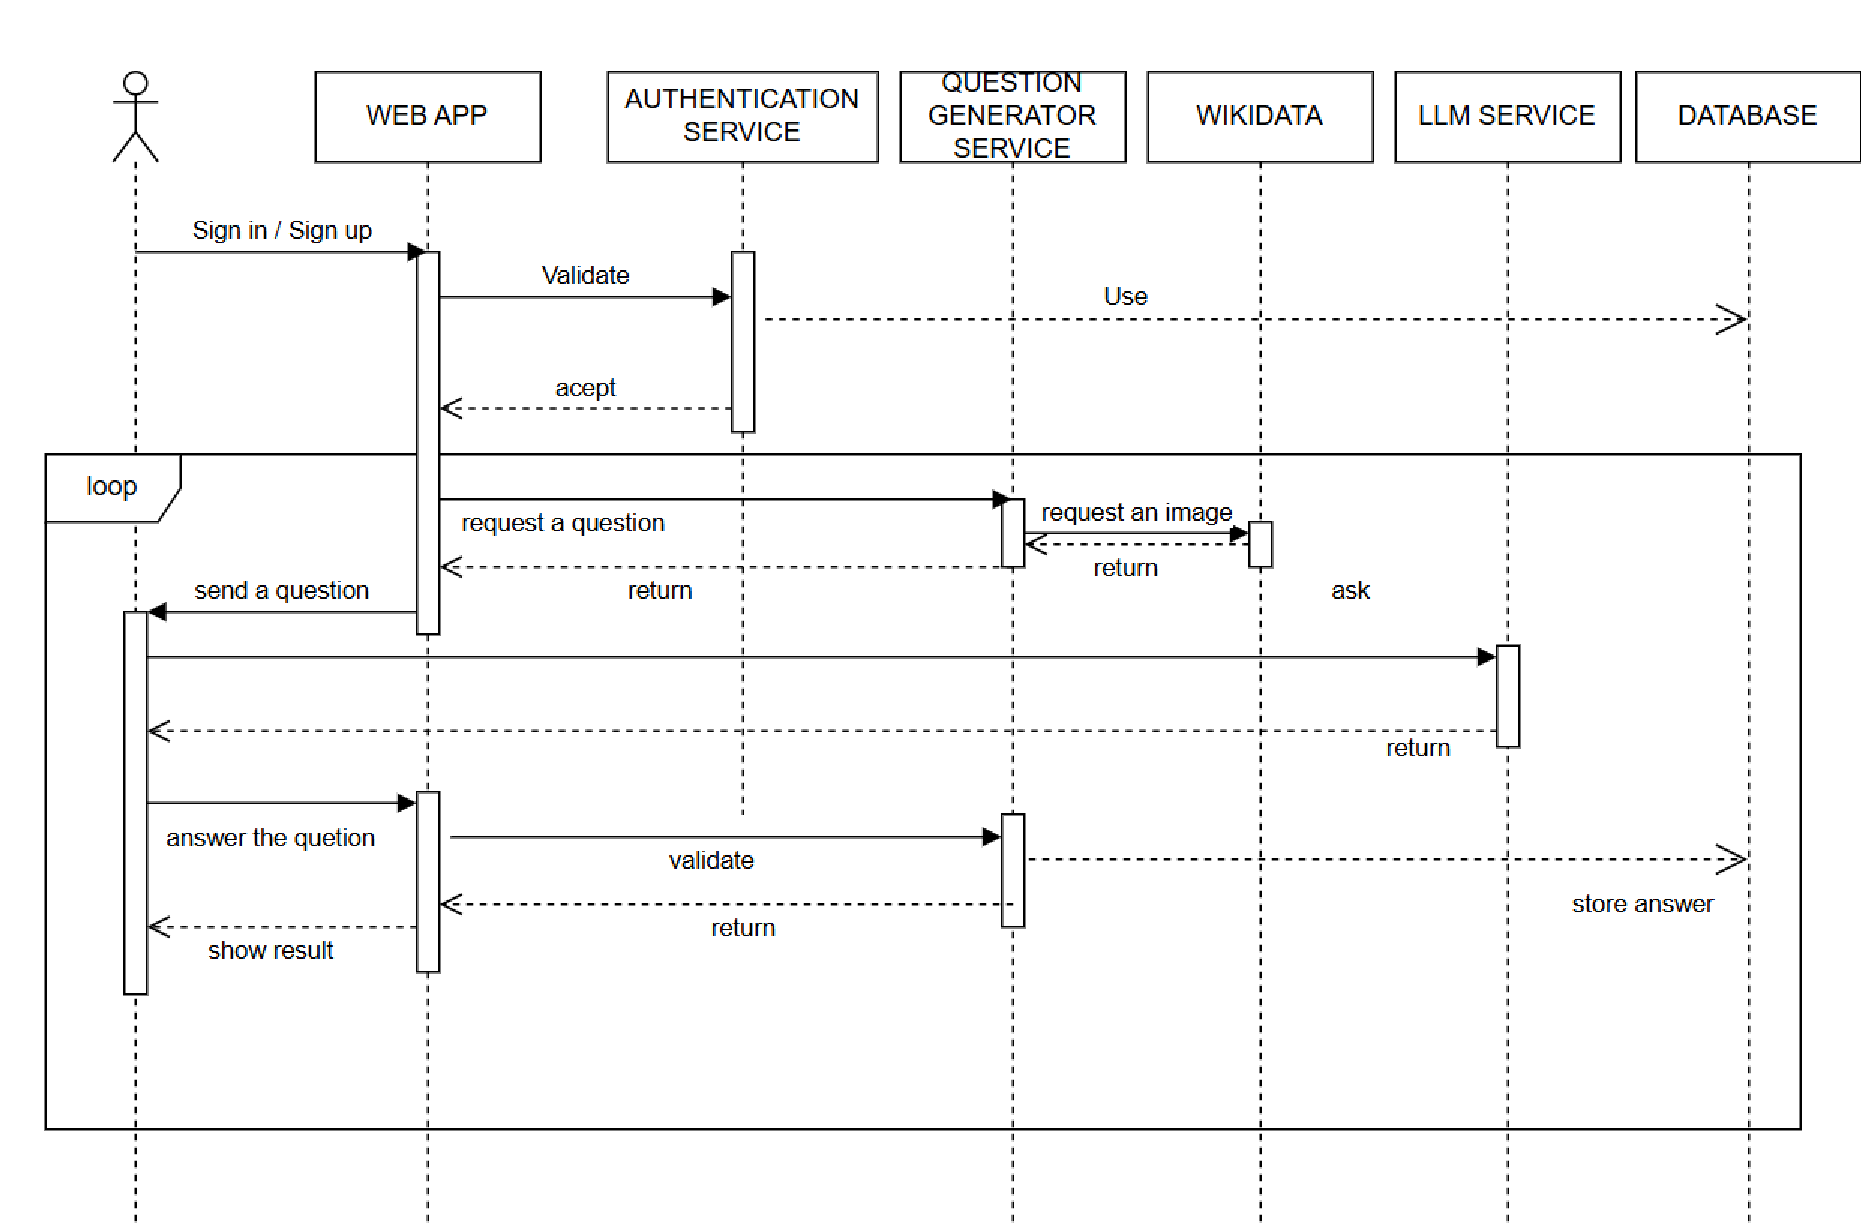 WEB APP
AUTHENTICATION
SERVICE
QUESTION
GENERATOR
SERVICE
WIKIDATA
LLM SERVICE
DATABASE
Sign in / Sign up
Validate
Use
acept
loop
request a question
request an image
return
return
send a question
ask
return
answer the quetion
validate
store answer
return
show result